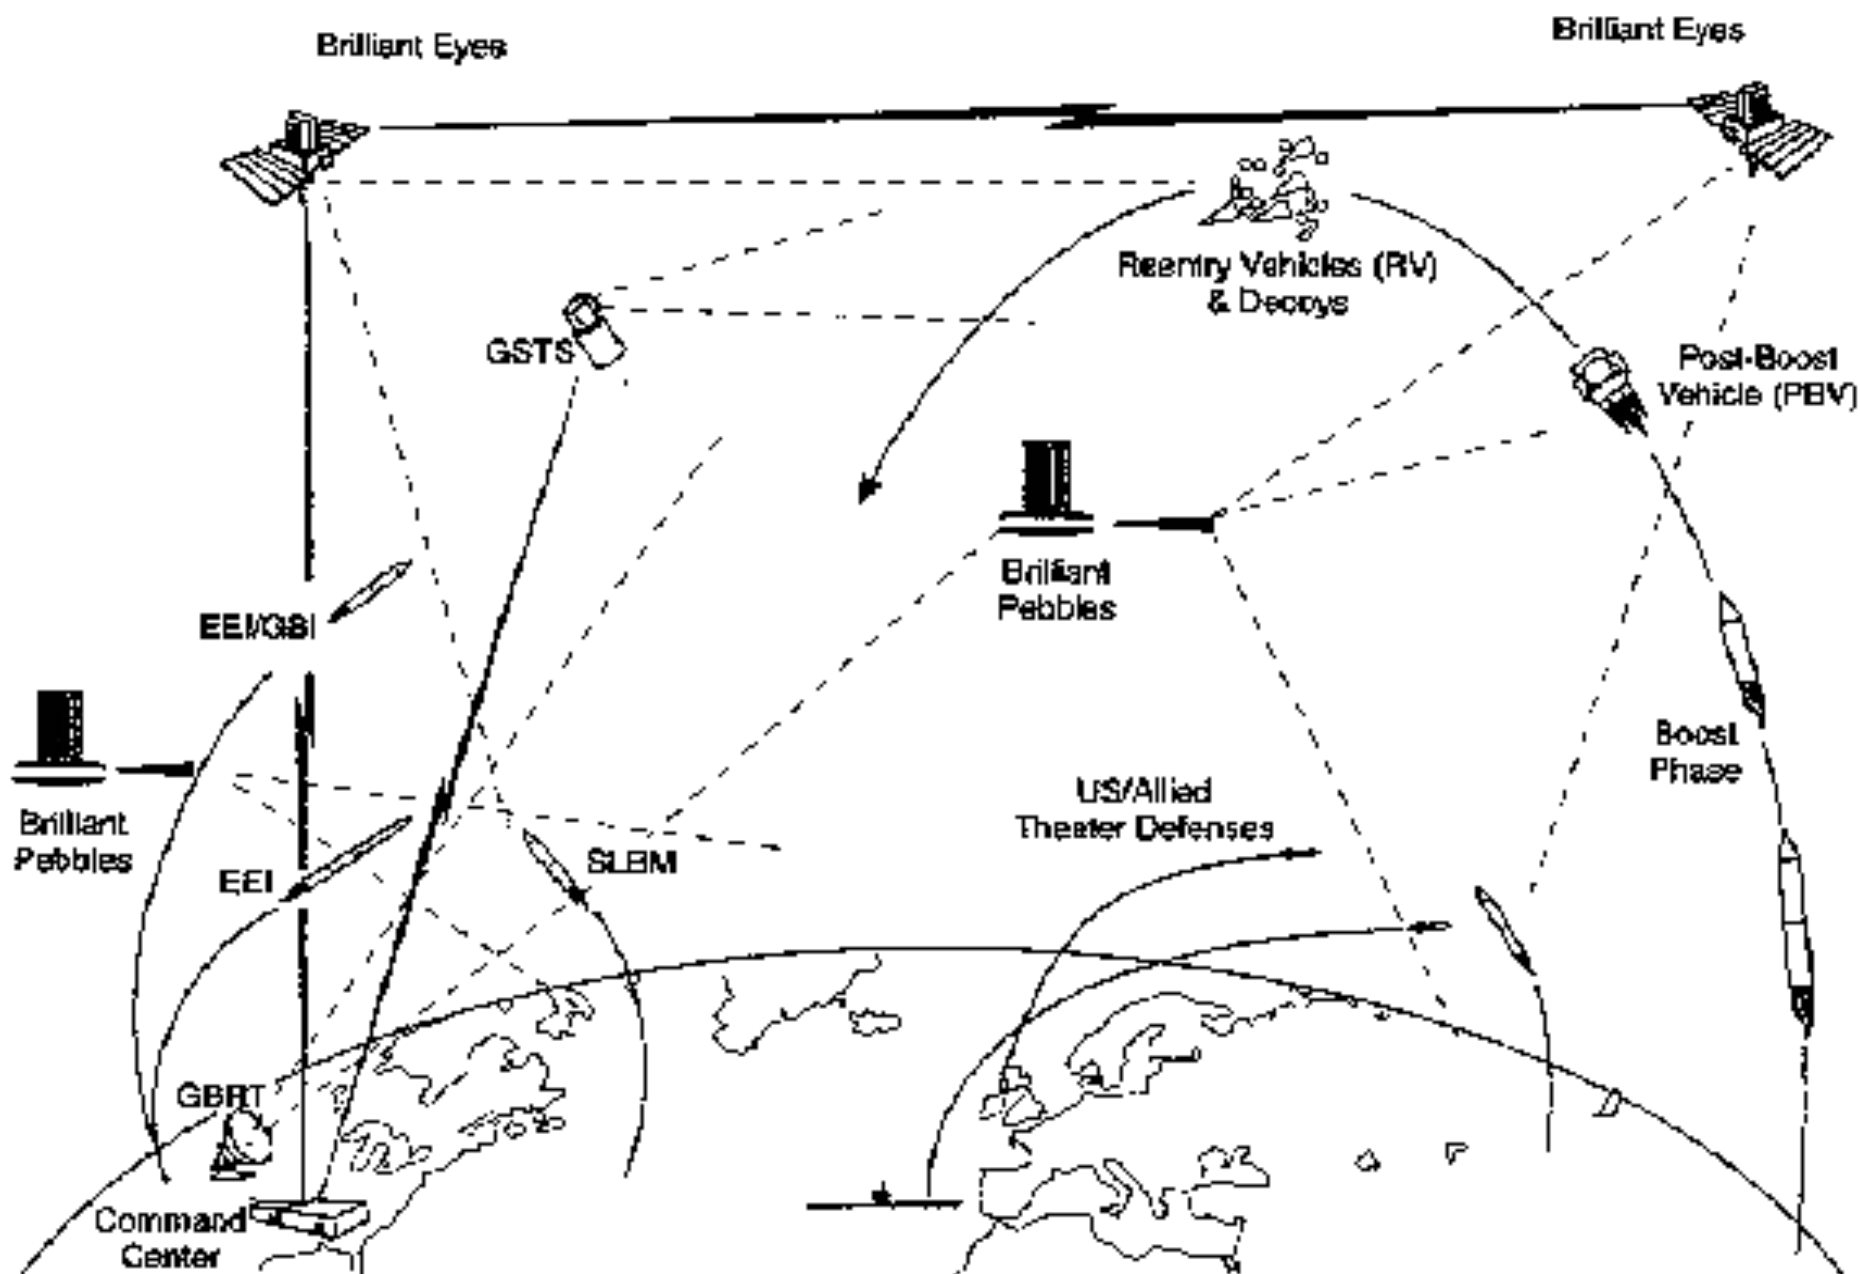 Brilliant Eyes
Brilliant Eyes
Reentry Vehicles (RV)
& Decoys
GSTS
Post-Boost
Vehicle (PBV)
Brilliant
Pebbles
EEI/GBI
Boost
Phase
US/Allied
Theater Defenses
Brilliant
Pebbles
SLBM
EEI
GBRT
Command
Center